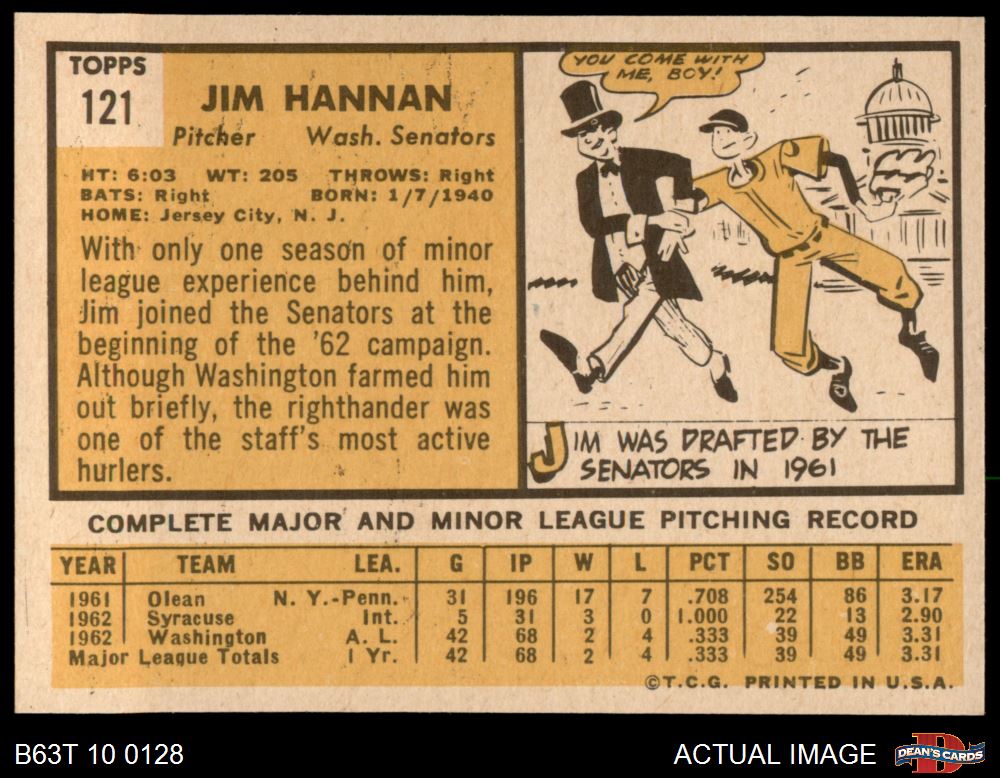 TOPPS
121
JIM HANNAN
Pitcher Wash. Senators
HT: 6:03 WT: 205 THROWS: Right
BATS: Right BORN: 1/7/1940
HOME: Jersey City, N. J.
With only one season of minor
league experience behind him,
Jim joined the Senators at the
beginning of the '62 campaign.
Although Washington farmed him
out briefly, the righthander was
one of the staff's most active
hurlers.
YOU COME WITH
ME, BOY!
JIM WAS DRAFTED BY THE
SENATORS IN 1961
COMPLETE MAJOR AND MINOR LEAGUE PITCHING RECORD
YEAR TEAM LEA. G IP W L PCT SO BB ERA
1961 Olean N. Y.-Penn. 31 196 17 7 .708 254 86 3.17
1962 Syracuse Int. 5 31 3 0 1.000 22 13 2.90
1962 Washington A. L. 42 68 2 4 .333 39 49 3.31
Major League Totals 1 Yr. 42 68 2 4 .333 39 49 3.31
©T.C.G. PRINTED IN U.S.A.
B63T 10 0128 ACTUAL IMAGE DEAN'S CARDS